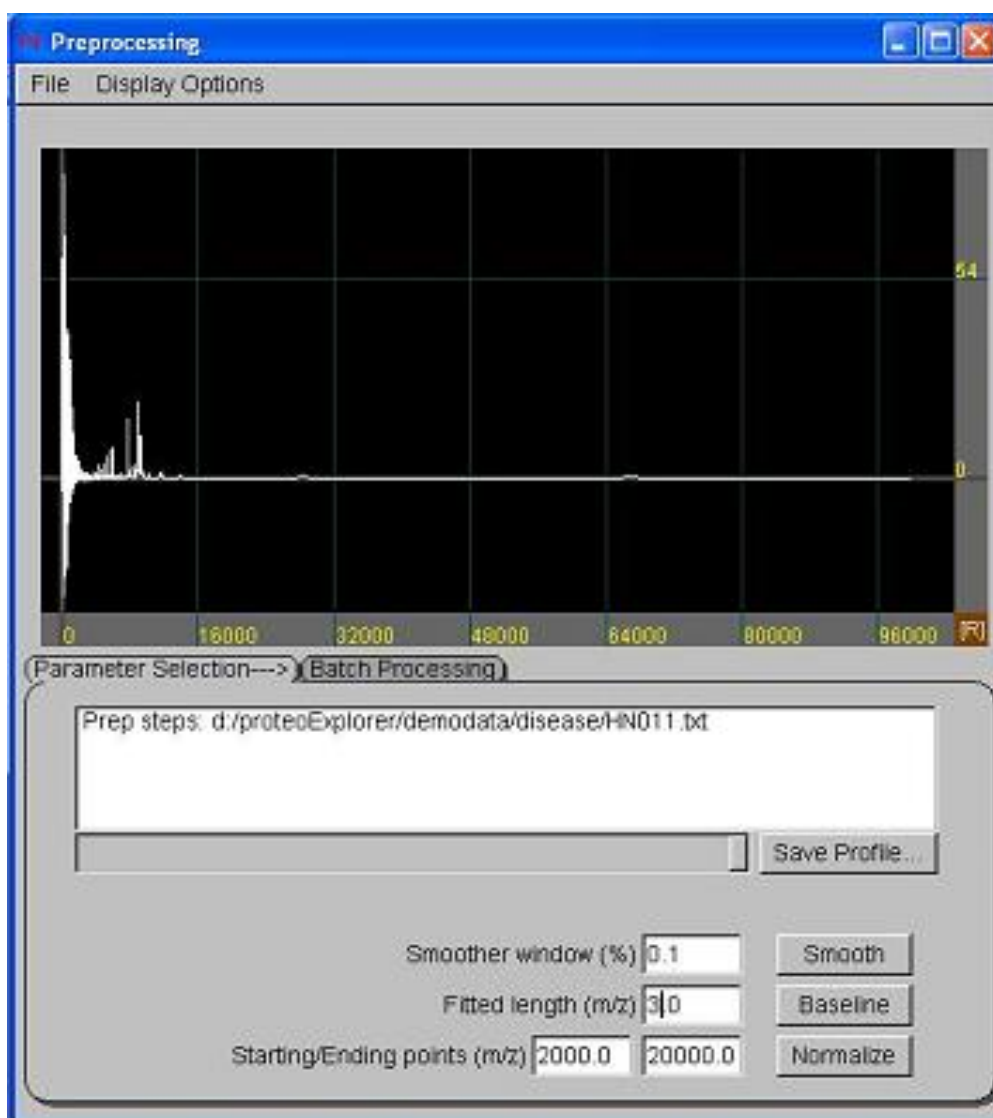 Preprocessing
File Display Options
54
0
0 16000 32000 48000 64000 80000 96000 [R]
Parameter Selection---> Batch Processing
Prep steps: d:/proteoExplorer/demodata/disease/HN011.txt
Save Profile...
Smoother window (%) 0.1 Smooth
Fitted length (m/z) 3.0 Baseline
Starting/Ending points (m/z) 2000.0 20000.0 Normalize